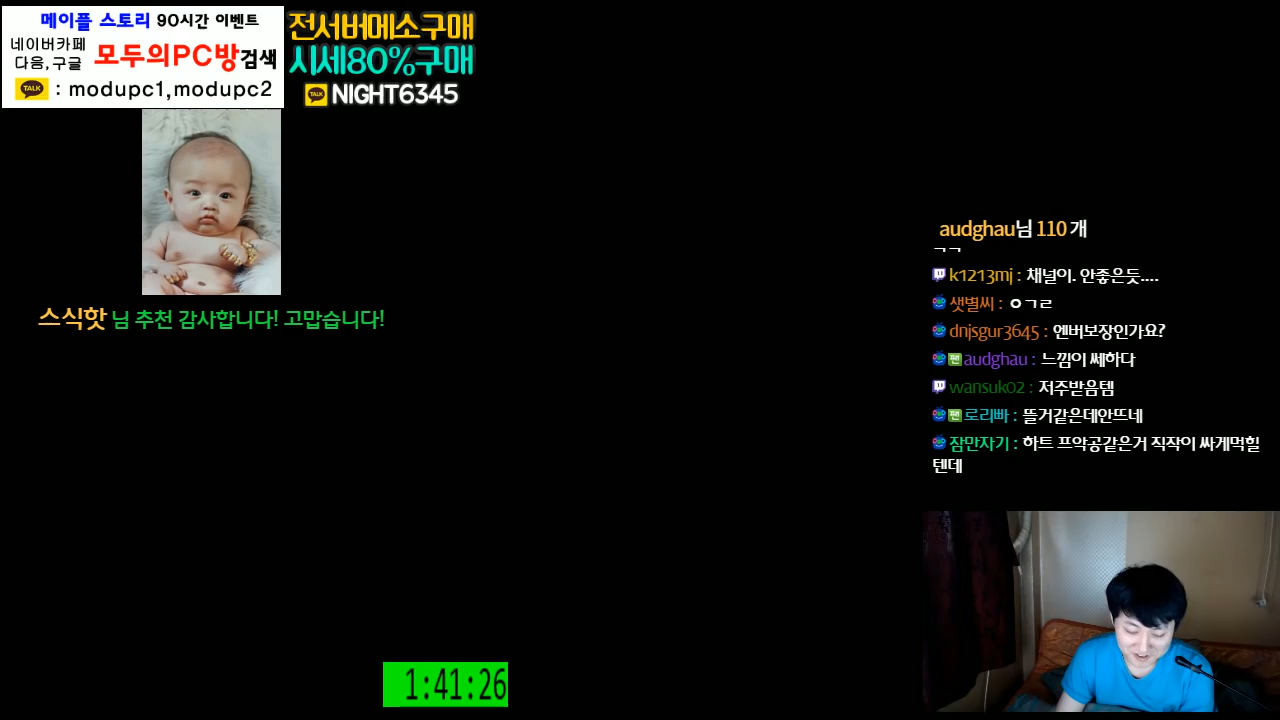 메이플 스토리 90시간 이벤트
네이버카페
다음,구글 모두의PC방검색
TALK : modupc1,modupc2
전서버메소구매
시세80%구매
TALK NIGHT6345
스식핫 님 추천 감사합니다! 고맙습니다!
audghau님 110 개
k1213mj : 채널이. 안좋은듯....
샛별씨 : ㅇㄱㄹ
dnjsgur3645 : 엔버보장인가요?
팬 audghau : 느낌이 쎄하다
wansuk02 : 저주받음템
팬 로리빠 : 뜰거같은데안뜨네
잠만자기 : 하트 프악공같은거 직작이 싸게먹힐
텐데
1:41:26